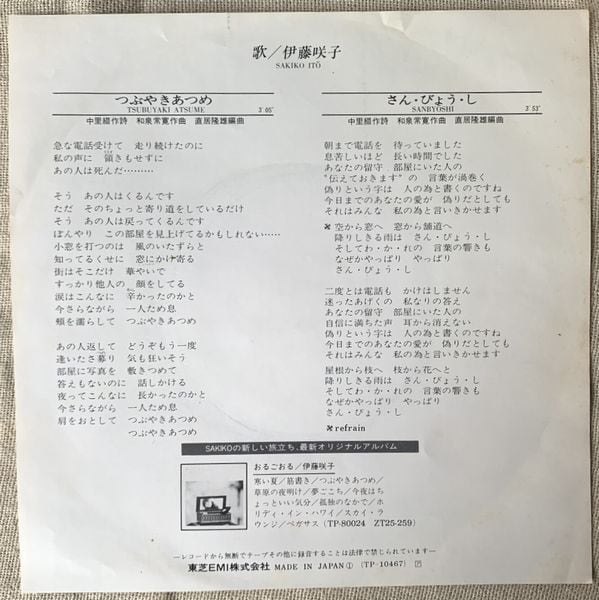 歌／伊藤咲子
SAKIKO ITŌ
つぶやきあつめ
TSUBUYAKI ATSUME
3′05″
中里綴作詩　和泉常寛作曲　直居隆雄編曲
急な電話受けて　走り続けたのに
私の声に　頷きもせずに
あの人は死んだ………
そう　あの人はくるんです
ただ　そのちょっと寄り道をしているだけ
そう　あの人は戻ってくるんです
ぼんやり　この部屋を見上げてるかもしれない……
小窓を打つのは　風のいたずらと
知ってるくせに　窓にかけ寄る
街はそこだけ　華やいで
すっかり他人の　顔をしてる
涙はこんなに　辛かったのかと
今さらながら　一人ため息
頬を濡らして　つぶやきあつめ
あの人返して　どうぞもう一度
逢いたさ募り　気も狂いそう
部屋に写真を　敷きつめて
答えもないのに　話しかける
夜ってこんなに　長かったのかと
今さらながら　一人ため息
肩をおとして　つぶやきあつめ
つぶやきあつめ
さん・びょう・し
SANBYOSHI
3′53″
中里綴作詩　和泉常寛作曲　直居隆雄編曲
朝まで電話を　待っていました
息苦しいほど　長い時間でした
あなたの留守　部屋にいた人の
"伝えておきます"の　言葉が渦巻く
偽りという字は　人の為と書くのですね
今日までのあなたの愛が　偽りだとしても
それはみんな　私の為と言いきかせます
空から窓へ　窓から舗道へ
降りしきる雨は　さん・びょう・し
そしてわ・か・れの　言葉の響きも
なぜかやっぱり　やっぱり
さん・びょう・し
二度とは電話も　かけはしません
迷ったあげくの　私なりの答え
あなたの留守　部屋にいた人の
自信に満ちた声　耳から消えない
偽りという字は　人の為と書くのですね
今日までのあなたの愛が　偽りだとしても
それはみんな　私の為と言いきかせます
屋根から枝へ　枝から花へと
降りしきる雨は　さん・びょう・し
そしてわ・か・れの　言葉の響きも
なぜかやっぱり　やっぱり
さん・びょう・し
refrain
SAKIKOの新しい旅立ち、最新オリジナルアルバム
おるごおる／伊藤咲子
寒い夏／筋書き／つぶやきあつめ／
草原の夜明け／夢ごこち／今夜はち
ょっといい気分／孤独のなかで／ホ
リディ・イン・ハワイ／スカイ・ラ
ウンジ／ペガサス（TP-80024　ZT25-259）
―レコードから無断でテープその他に録音することは法律で禁じられています―
東芝EMI株式会社　MADE IN JAPAN ①　(TP-10467)　Ⓟ